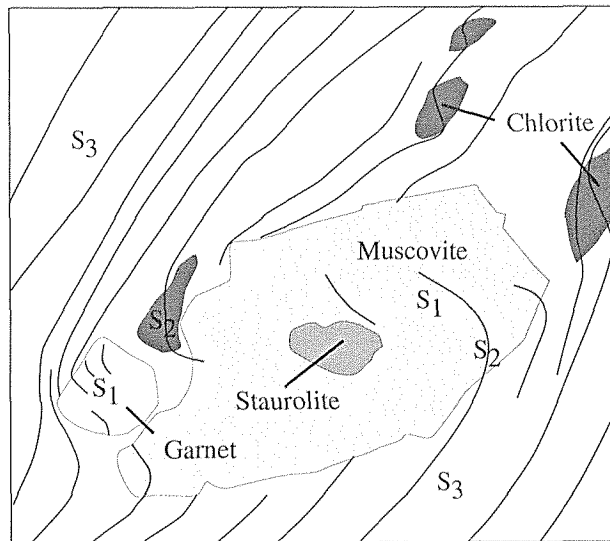 S3
Chlorite
Muscovite
S1
S2
S2
S1
Staurolite
Garnet
S3